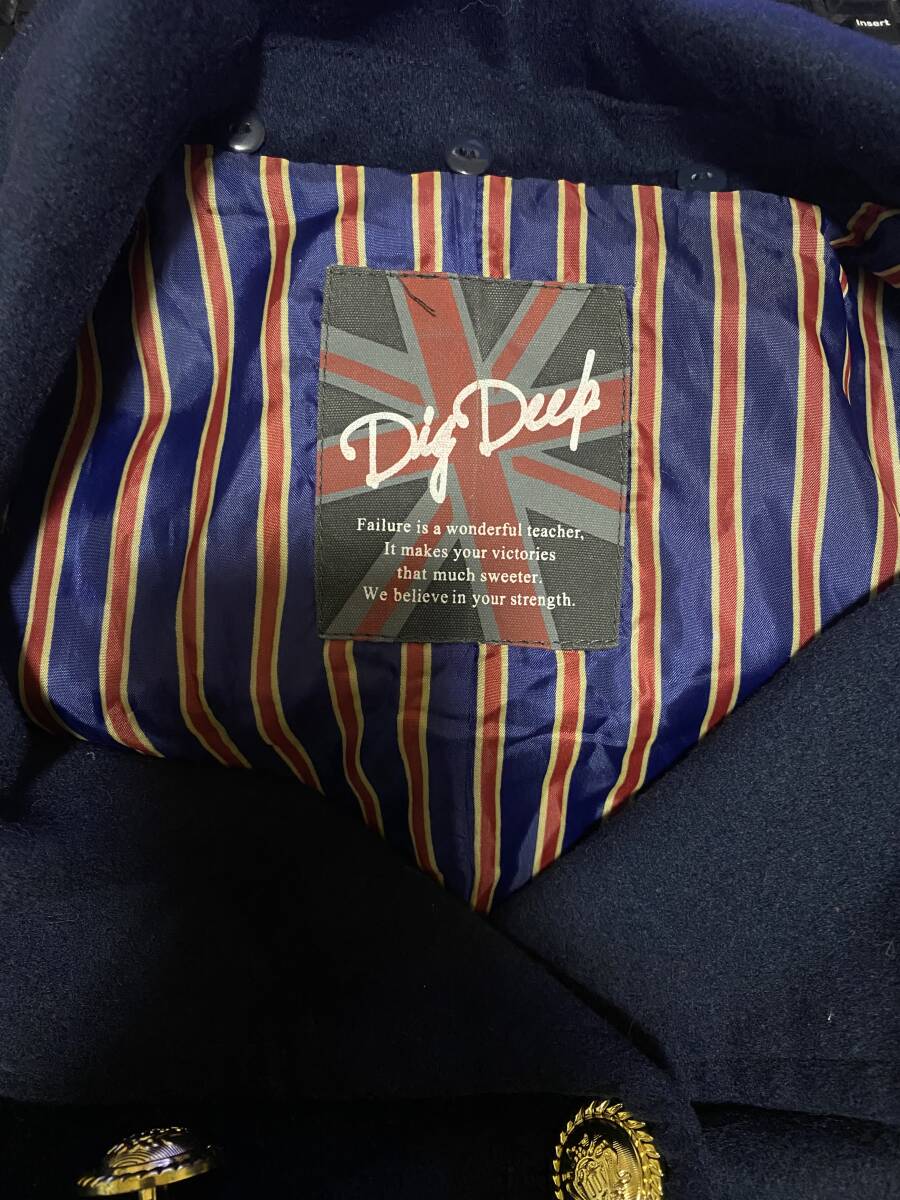 Insert
Dig Deep
Failure is a wonderful teacher,
It makes your victories
that much sweeter.
We believe in your strength.